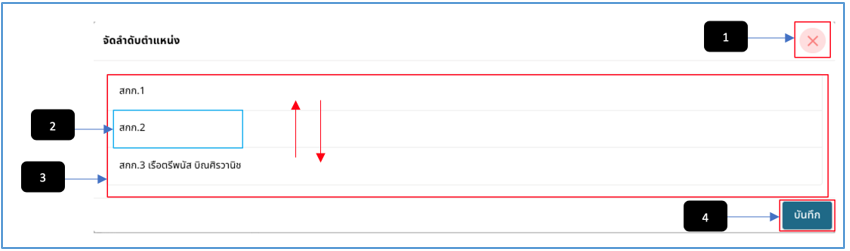 1
จัดลำดับตำแหน่ง
สกก.1
2
สกก.2
3
สกก.3 เรือตรีพนัส บิณศิรวานิช
4
บันทึก